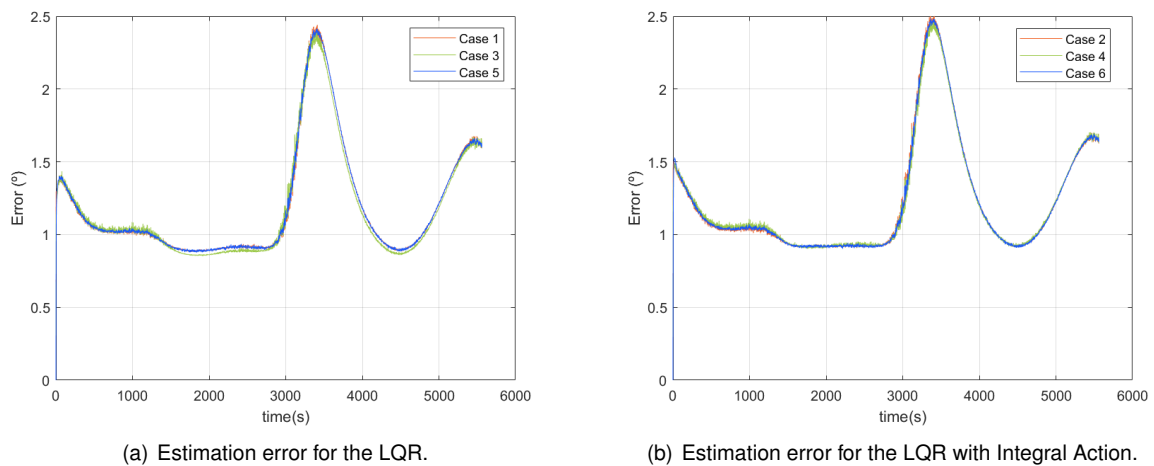 2.5
2
1.5
1
0.5
0
Error (º)
0 1000 2000 3000 4000 5000 6000
time(s)
Case 1
Case 3
Case 5
(a) Estimation error for the LQR.
2.5
2
1.5
1
0.5
0
Error (º)
0 1000 2000 3000 4000 5000 6000
time(s)
Case 2
Case 4
Case 6
(b) Estimation error for the LQR with Integral Action.